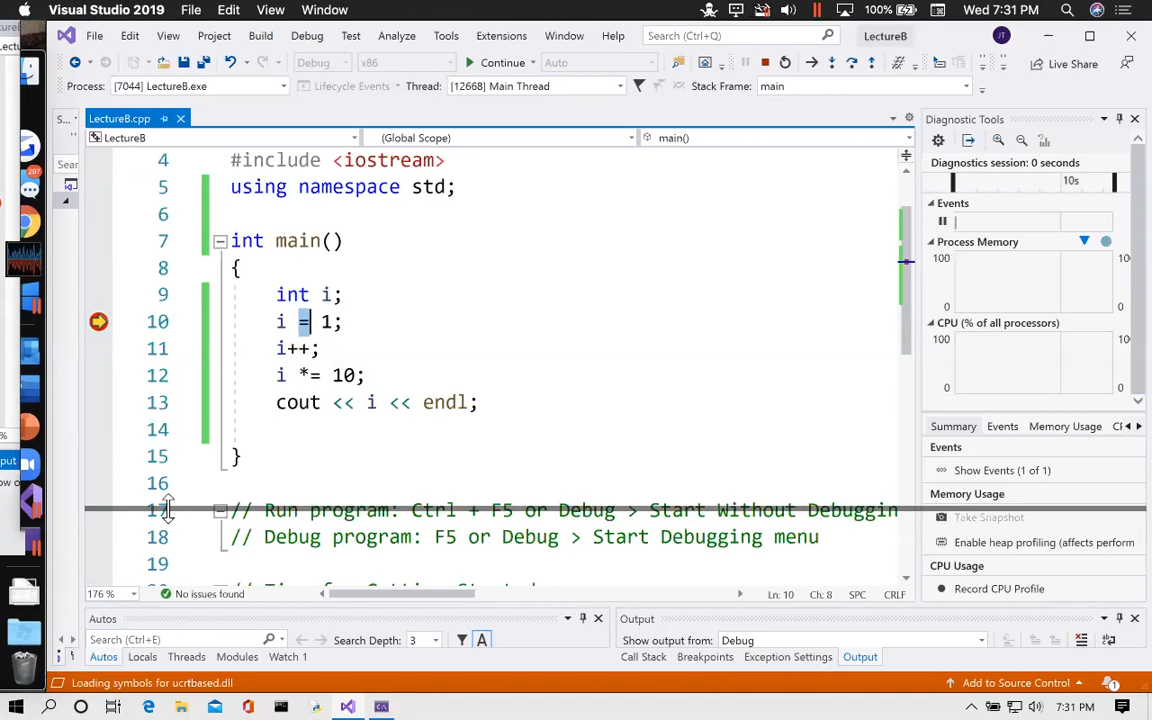 Visual Studio 2019 File Edit View Window 100% Wed 7:31 PM
File Edit View Project Build Debug Test Analyze Tools Extensions Window Help Search (Ctrl+Q) LectureB JT
Debug x86 Continue Auto Live Share
Process: [7044] LectureB.exe Lifecycle Events Thread: [12668] Main Thread Stack Frame: main
LectureB.cpp
LectureB (Global Scope) main()
4 #include <iostream>
5 using namespace std;
6
7 int main()
8 {
9 int i;
10 i = 1;
11 i++;
12 i *= 10;
13 cout << i << endl;
14
15 }
16
17 // Run program: Ctrl + F5 or Debug > Start Without Debuggin
18 // Debug program: F5 or Debug > Start Debugging menu
19
176 % No issues found Ln: 10 Ch: 8 SPC CRLF
Diagnostic Tools
Diagnostics session: 0 seconds
10s
Events
Process Memory
100 10
0 0
CPU (% of all processors)
100 100
0 0
Summary Events Memory Usage
Events
Show Events (1 of 1)
Memory Usage
Take Snapshot
Enable heap profiling (affects perform
CPU Usage
Record CPU Profile
Autos
Search (Ctrl+E) Search Depth: 3 A
Autos Locals Threads Modules Watch 1
Output
Show output from: Debug
Call Stack Breakpoints Exception Settings Output
Loading symbols for ucrtbased.dll Add to Source Control 1
7:31 PM